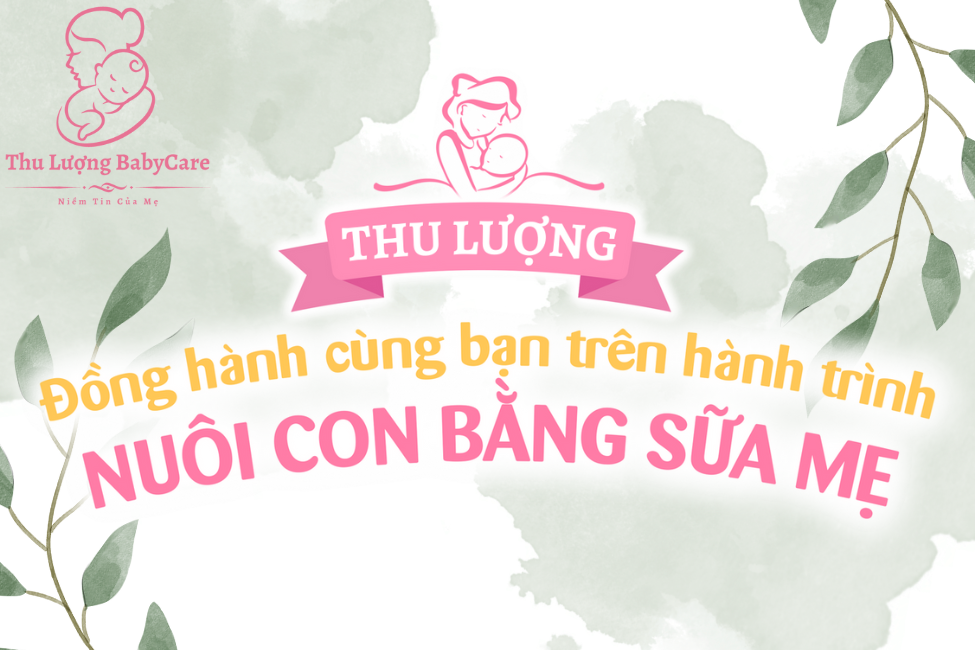 Thu Lượng BabyCare
Niềm Tin Của Mẹ
THU LƯỢNG
Đồng hành cùng bạn trên hành trình
NUÔI CON BẰNG SỮA MẸ